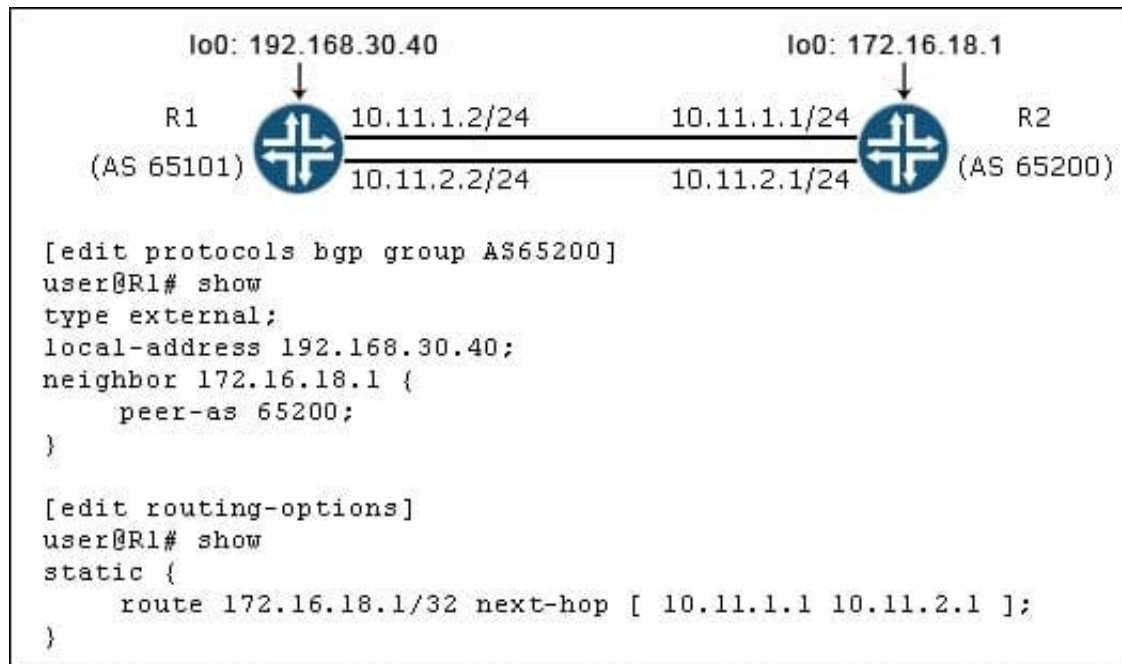 lo0: 192.168.30.40 lo0: 172.16.18.1
R1 10.11.1.2/24 10.11.1.1/24 R2
(AS 65101) 10.11.2.2/24 10.11.2.1/24 (AS 65200)
[edit protocols bgp group AS65200]
user@R1# show
type external;
local-address 192.168.30.40;
neighbor 172.16.18.1 {
peer-as 65200;
}
[edit routing-options]
user@R1# show
static {
route 172.16.18.1/32 next-hop [ 10.11.1.1 10.11.2.1 ];
}